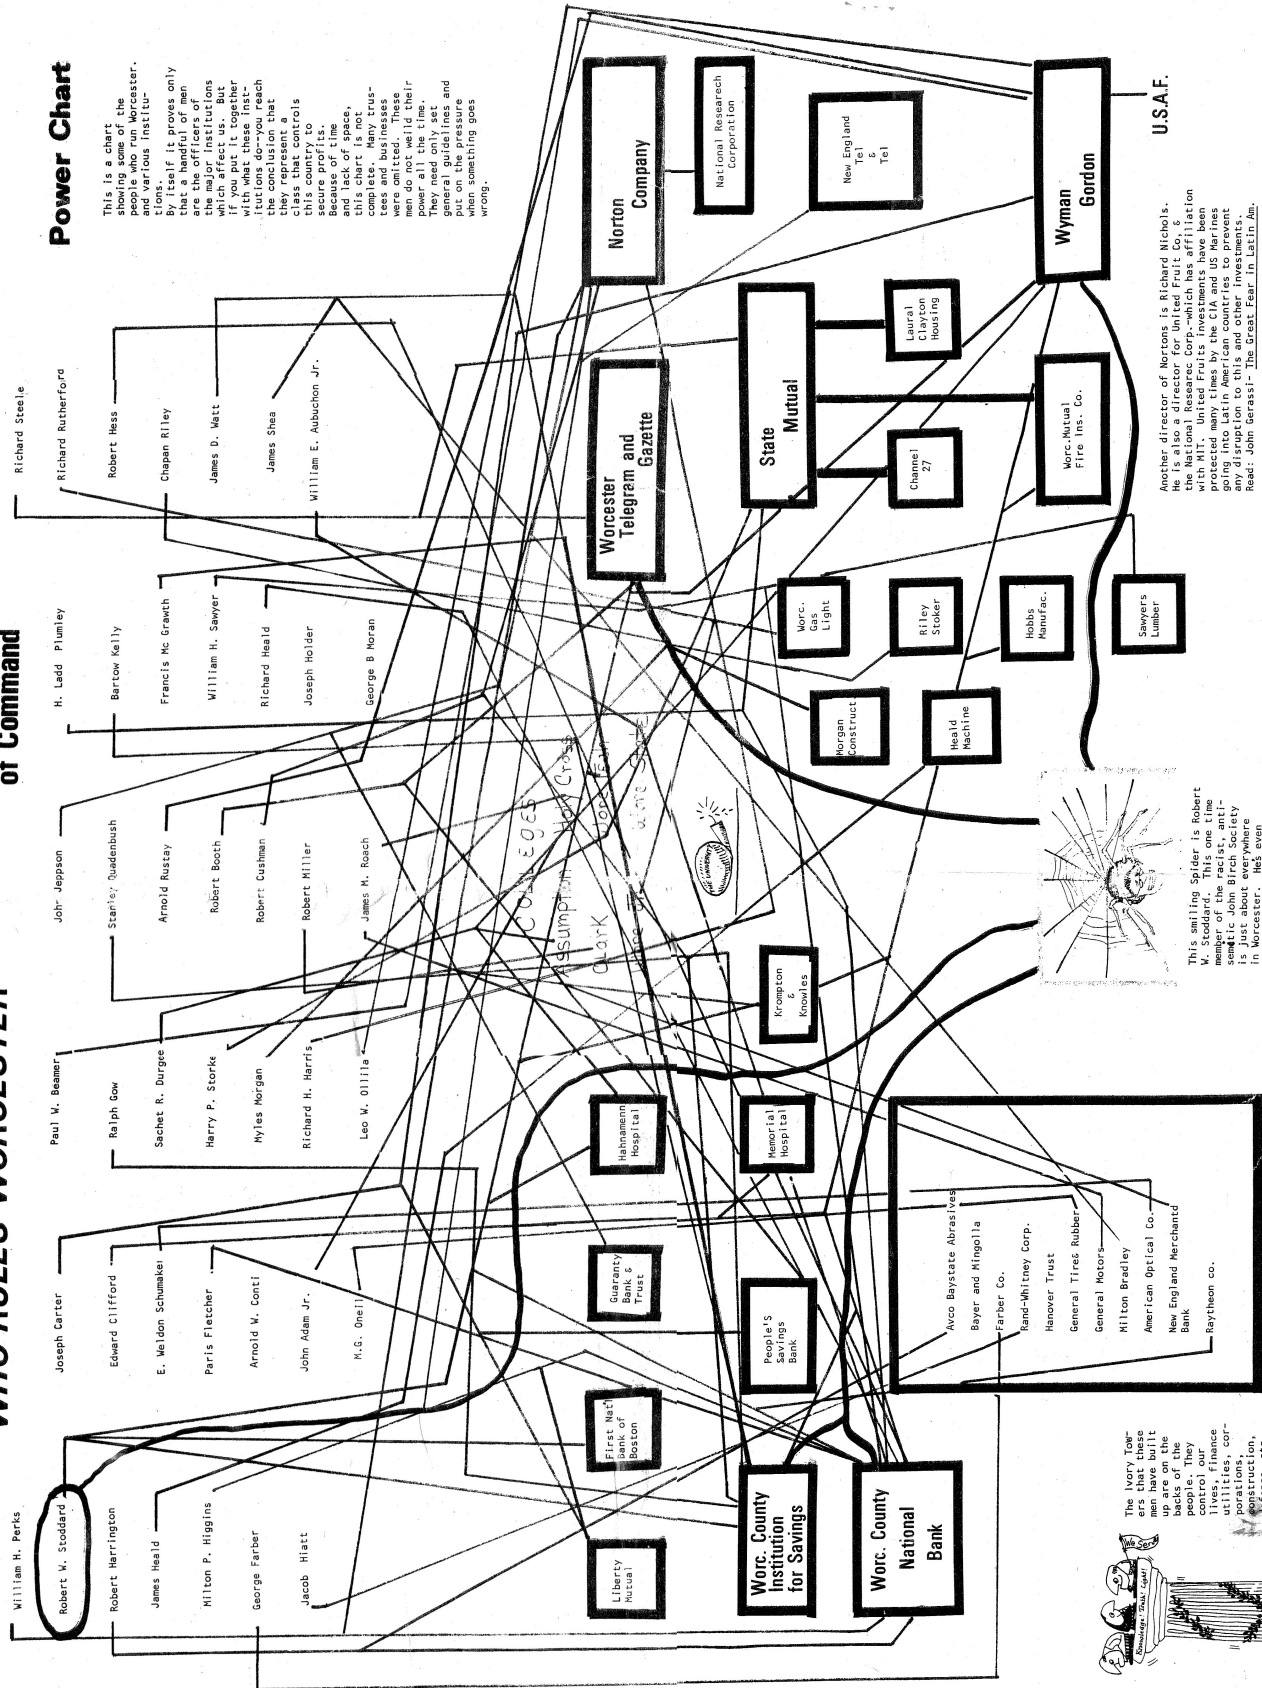 WHO RULES WORCESTER
of Command
Power Chart
This is a chart
showing some of the
people who run Worcester.
and various institu-
tions.
By itself it proves only
that a handful of men
are the officers of
the major institutions
which affect us. But
if you put it together
with what these inst-
itutions do--you reach
the conclusion that
they represent a
class that controls
this country to
secure profits.
Because of time
and lack of space,
this chart is not
complete. Many trus-
tees and businesses
were omitted. These
men do not weild their
power all the time.
They need only set
general guidelines and
put on the pressure
when something goes
wrong.
William H. Perks
Robert W. Stoddard
Robert Harrington
James Heald
Milton P. Higgins
George Farber
Jacob Hiatt
Joseph Carter
Edward Clifford
E. Weldon Schumaker
Paris Fletcher
Arnold W. Conti
John Adam Jr.
M.G. Oneil
Paul W. Beamer
Ralph Gow
Sachet R. Durgee
Harry P. Storke
Myles Morgan
Richard H. Harris
Leo W. Ollila
John Jeppson
Stanley Quadenbush
Arnold Rustay
Robert Booth
Robert Cushman
Robert Miller
James M. Roach
H. Ladd Plumley
Bartow Kelly
Francis Mc Grawth
William H. Sawyer
Richard Heald
Joseph Holder
George B Moran
Richard Steele
Richard Rutherford
Robert Hess
Chapan Riley
James D. Watt
James Shea
William E. Aubuchon Jr.
COLLEGES
Assumption Holy Cross
Clark
THE UNIVERSITY
Liberty
Mutual
First Nat'l
Bank of
Boston
Guaranty
Bank &
Trust
Hahnamenn
Hospital
Worcester
Telegram and
Gazette
Norton
Company
National Researech
Corporation
New England
Tel
&
Tel
Worc. County
Institution
for Savings
People'S
Savings
Bank
Memorial
Hospital
Krompton
&
Knowles
State
Mutual
Worc. County
National
Bank
Morgan
Construct
Worc.
Gas
Light
Channel
27
Laural
Clayton
Housing
Heald
Machine
Riley
Stoker
Hobbs
Manufac.
Sawyers
Lumber
Worc.Mutual
Fire Ins. Co.
Wyman
Gordon
U.S.A.F.
Avco Baystate Abrasives
Bayer and Mingolla
Farber Co.
Rand-Whitney Corp.
Hanover Trust
General Tire& Rubber
General Motors
Milton Bradley
American Optical Co.
New England Merchantd
Bank
Raytheon co.
We Serve
Knowledge! Truth! Light!
The Ivory Tow-
ers that these
men have built
up are on the
backs of the
people. They
control our
lives, finance
utilities, cor-
porations,
construction,
This smiling Spider is Robert
W. Stoddard. This one time
member of the racist, anti-
semetic John Birch Society
is just about everywhere
in Worcester. He's even
Another director of Nortons is Richard Nichols.
He is also a director for United Fruit Co, &
the National Researec Corp.-which has affiliation
with MIT. United Fruits investments have been
protected many times by the CIA and US Marines
going into Latin American countries to prevent
any disruption to this and other investments.
Read: John Gerassi- The Great Fear in Latin Am.